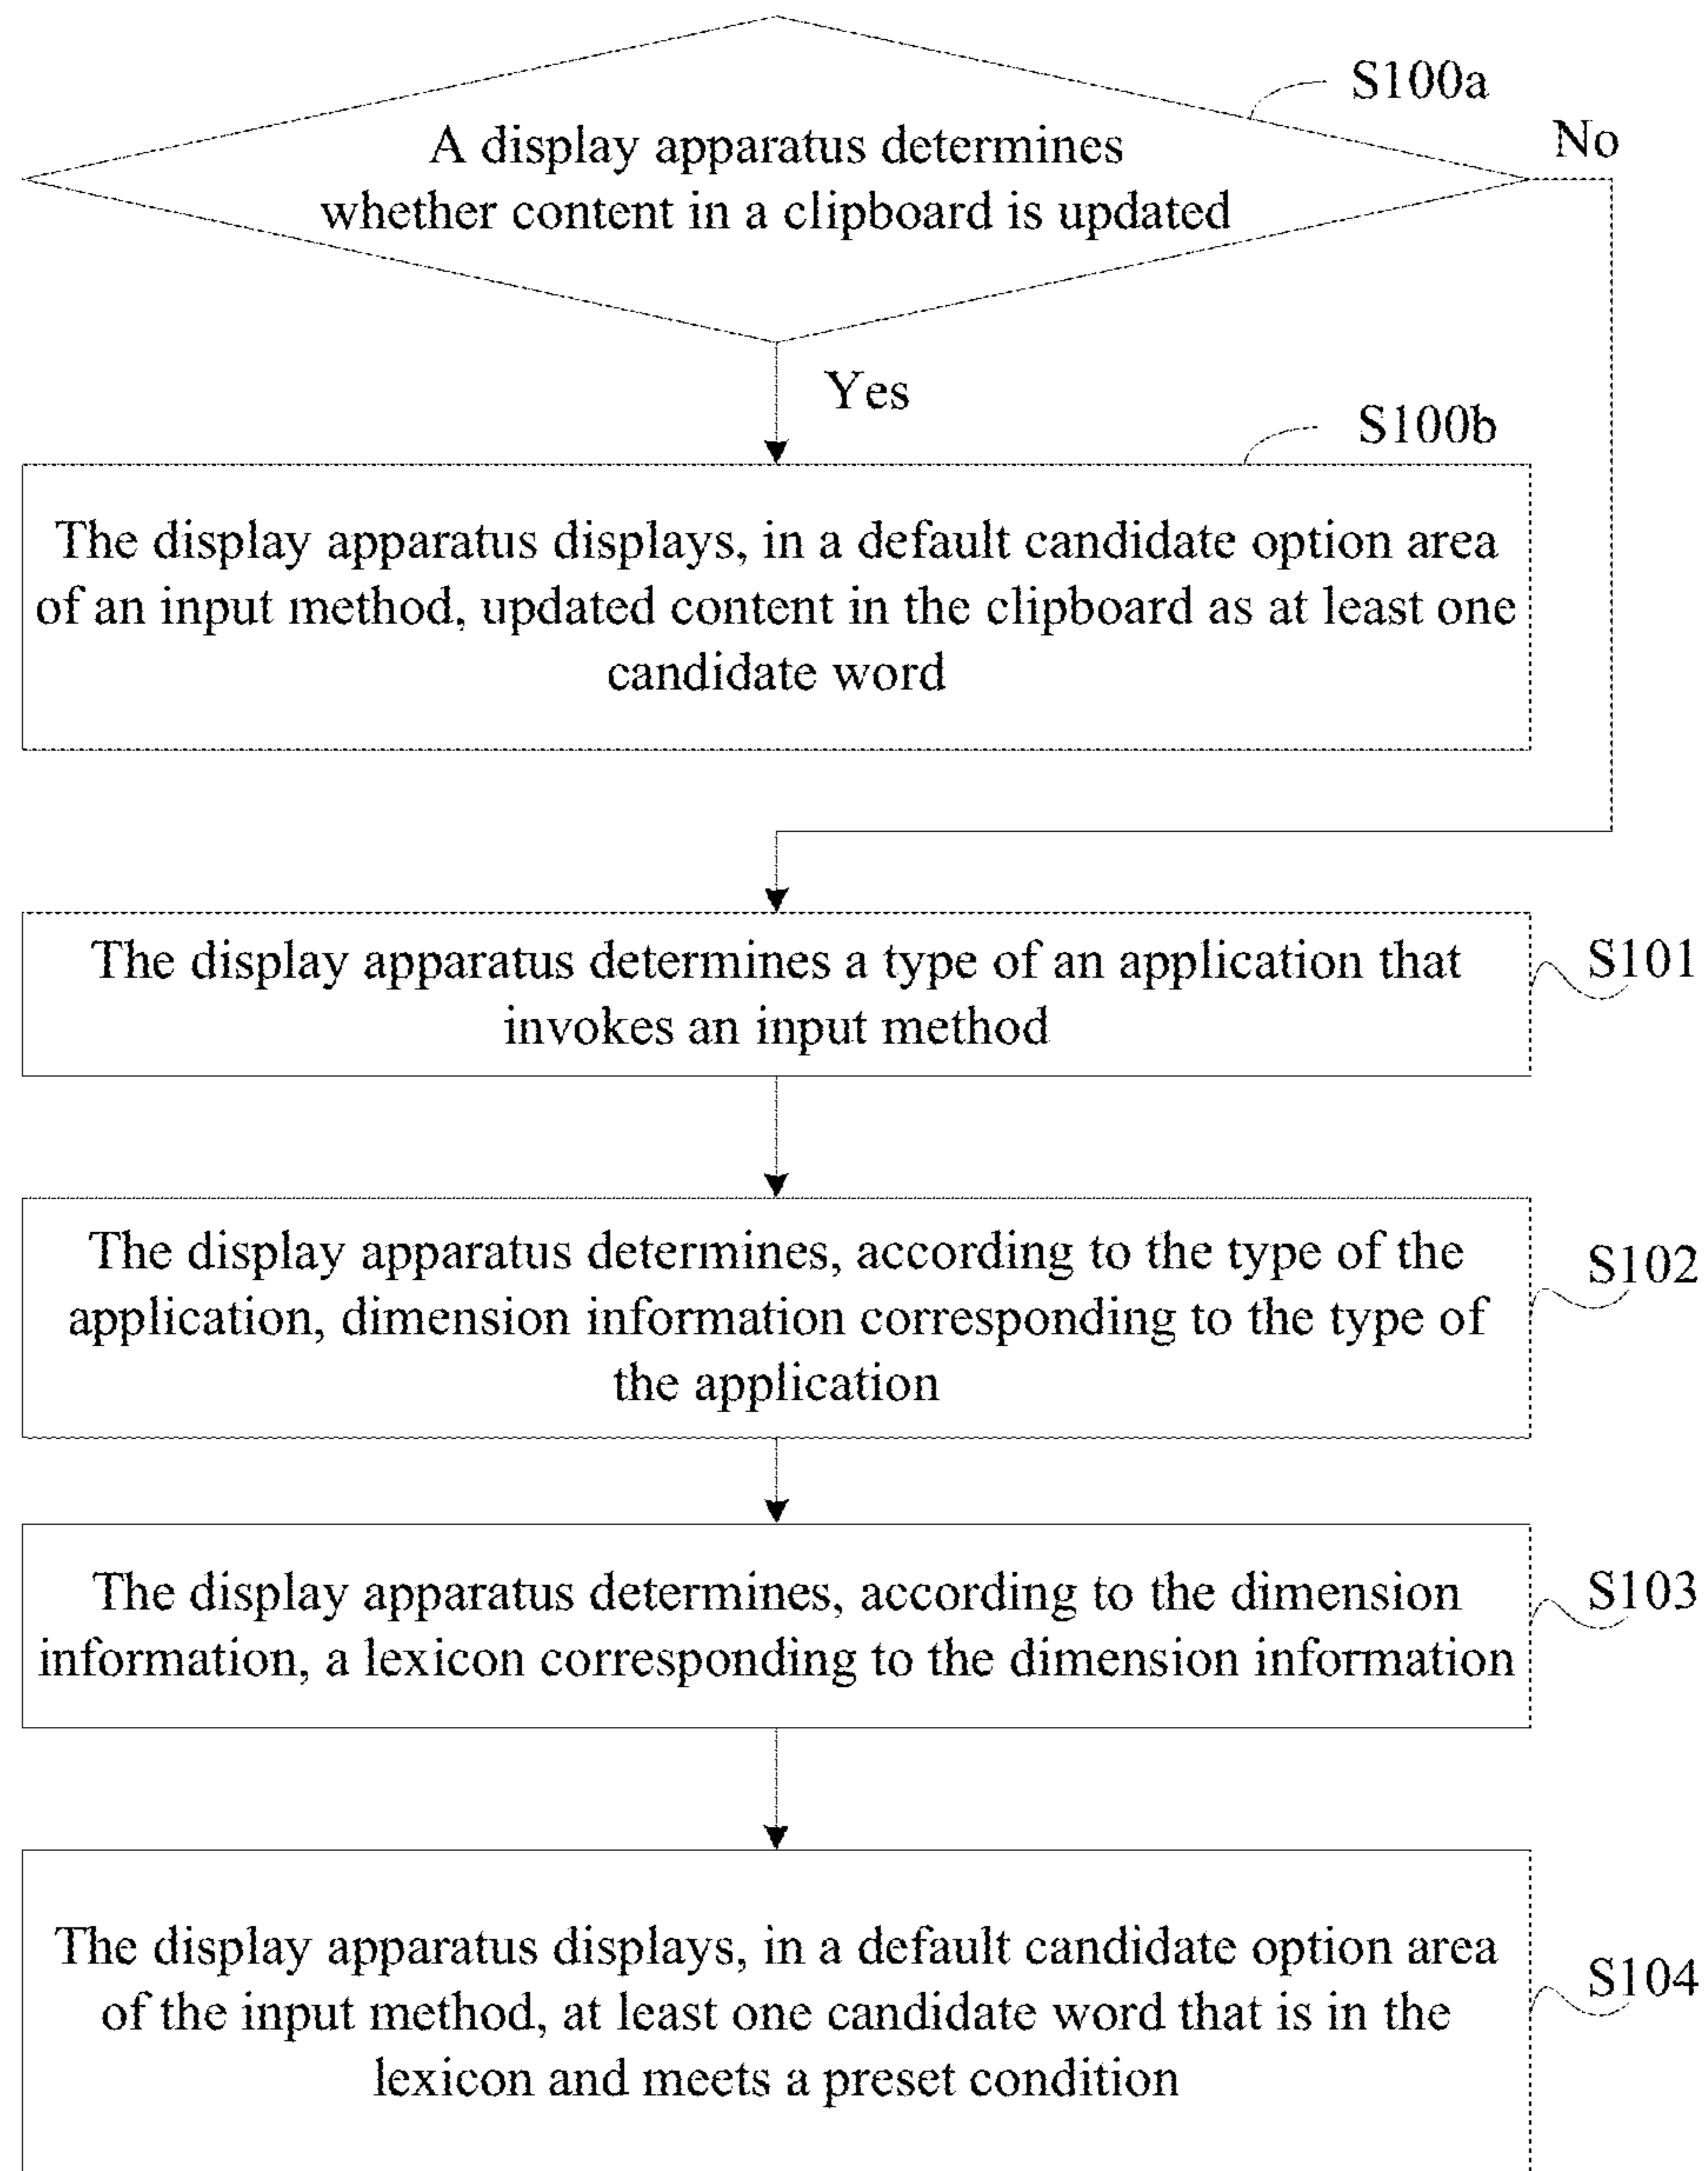 S100a
No
A display apparatus determines
whether content in a clipboard is updated
Yes
S100b
The display apparatus displays, in a default candidate option area
of an input method, updated content in the clipboard as at least one
candidate word
The display apparatus determines a type of an application that
invokes an input method
S101
The display apparatus determines, according to the type of the
application, dimension information corresponding to the type of
the application
S102
The display apparatus determines, according to the dimension
information, a lexicon corresponding to the dimension information
S103
The display apparatus displays, in a default candidate option area
of the input method, at least one candidate word that is in the
lexicon and meets a preset condition
S104